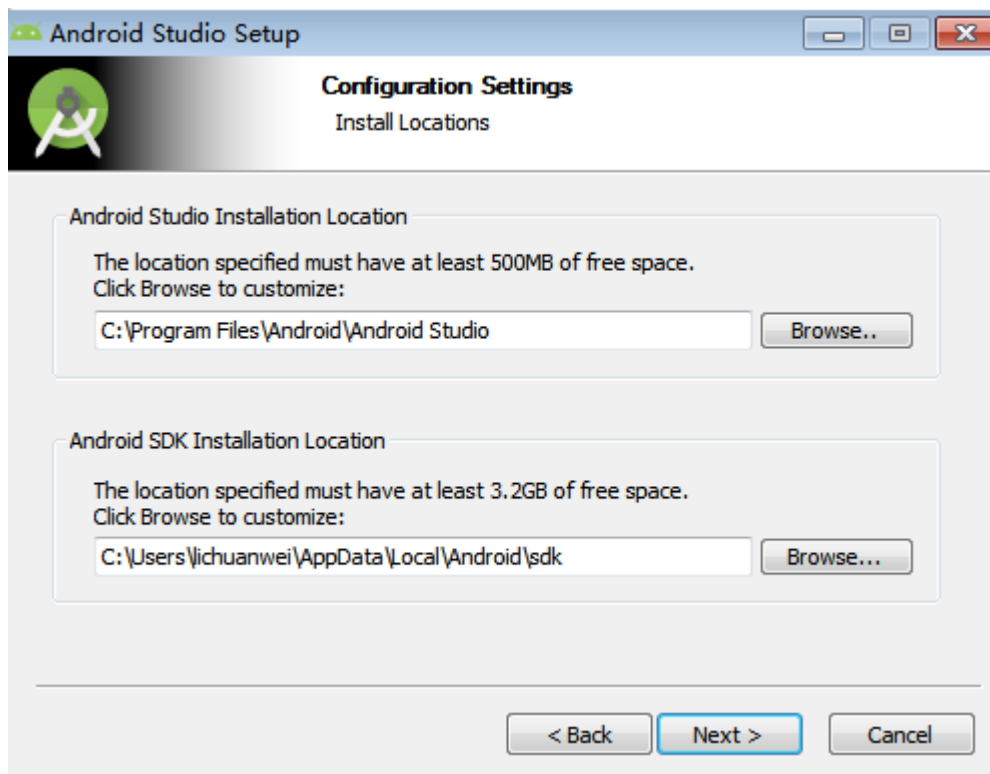 Android Studio Setup
Configuration Settings
Install Locations
Android Studio Installation Location
The location specified must have at least 500MB of free space.
Click Browse to customize:
C:\Program Files\Android\Android Studio
Browse..
Android SDK Installation Location
The location specified must have at least 3.2GB of free space.
Click Browse to customize:
C:\Users\lichuanwei\AppData\Local\Android\sdk
Browse...
< Back
Next >
Cancel